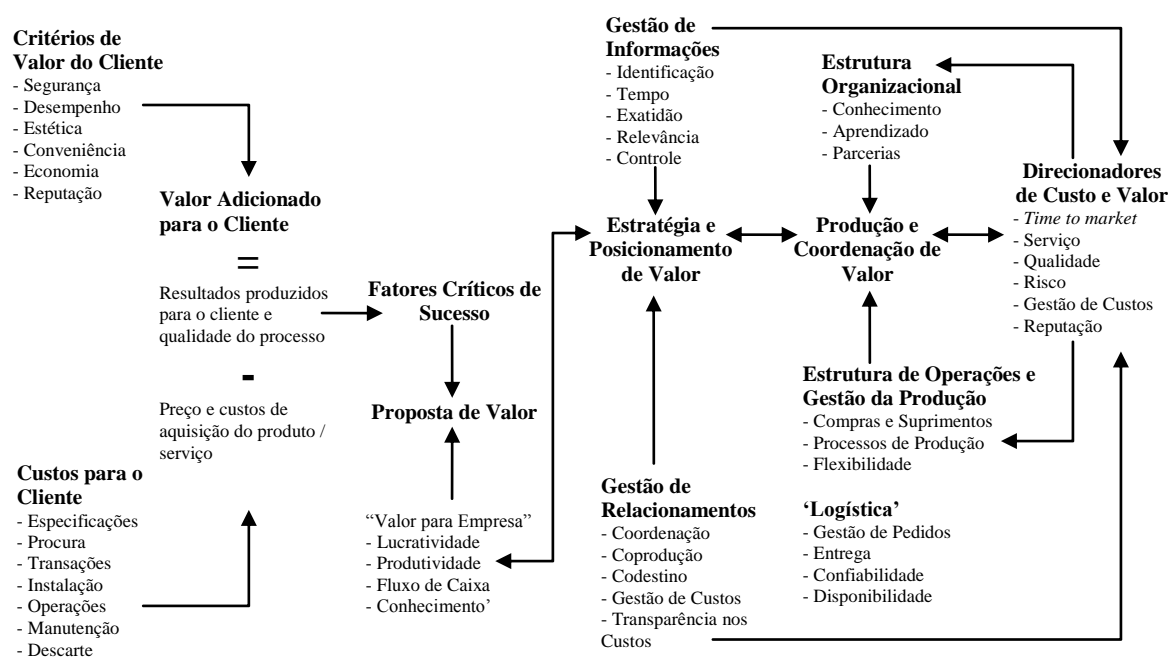 Critérios de
Valor do Cliente
- Segurança
- Desempenho
- Estética
- Conveniência
- Economia
- Reputação
Valor Adicionado
para o Cliente
=
Resultados produzidos
para o cliente e
qualidade do processo
-
Preço e custos de
aquisição do produto /
serviço
Custos para o
Cliente
- Especificações
- Procura
- Transações
- Instalação
- Operações
- Manutenção
- Descarte
Fatores Críticos de
Sucesso
Proposta de Valor
“Valor para Empresa”
- Lucratividade
- Produtividade
- Fluxo de Caixa
- Conhecimento’
Gestão de
Informações
- Identificação
- Tempo
- Exatidão
- Relevância
- Controle
Estratégia e
Posicionamento
de Valor
Gestão de
Relacionamentos
- Coordenação
- Coprodução
- Codestino
- Gestão de Custos
- Transparência nos
Custos
Estrutura
Organizacional
- Conhecimento
- Aprendizado
- Parcerias
Produção e
Coordenação de
Valor
Estrutura de Operações e
Gestão da Produção
- Compras e Suprimentos
- Processos de Produção
- Flexibilidade
‘Logística’
- Gestão de Pedidos
- Entrega
- Confiabilidade
- Disponibilidade
Direcionadores
de Custo e Valor
- Time to market
- Serviço
- Qualidade
- Risco
- Gestão de Custos
- Reputação